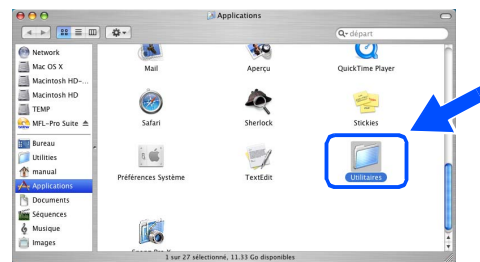 Applications
départ
Network
Mac OS X
Macintosh HD-...
Macintosh HD
TEMP
MFL-Pro Suite
Bureau
Utilities
manual
Applications
Documents
Séquences
Musique
Images
Mail
Aperçu
QuickTime Player
Safari
Sherlock
Stickies
Préférences Système
TextEdit
Utilitaires
1 sur 27 sélectionné, 11.33 Go disponibles